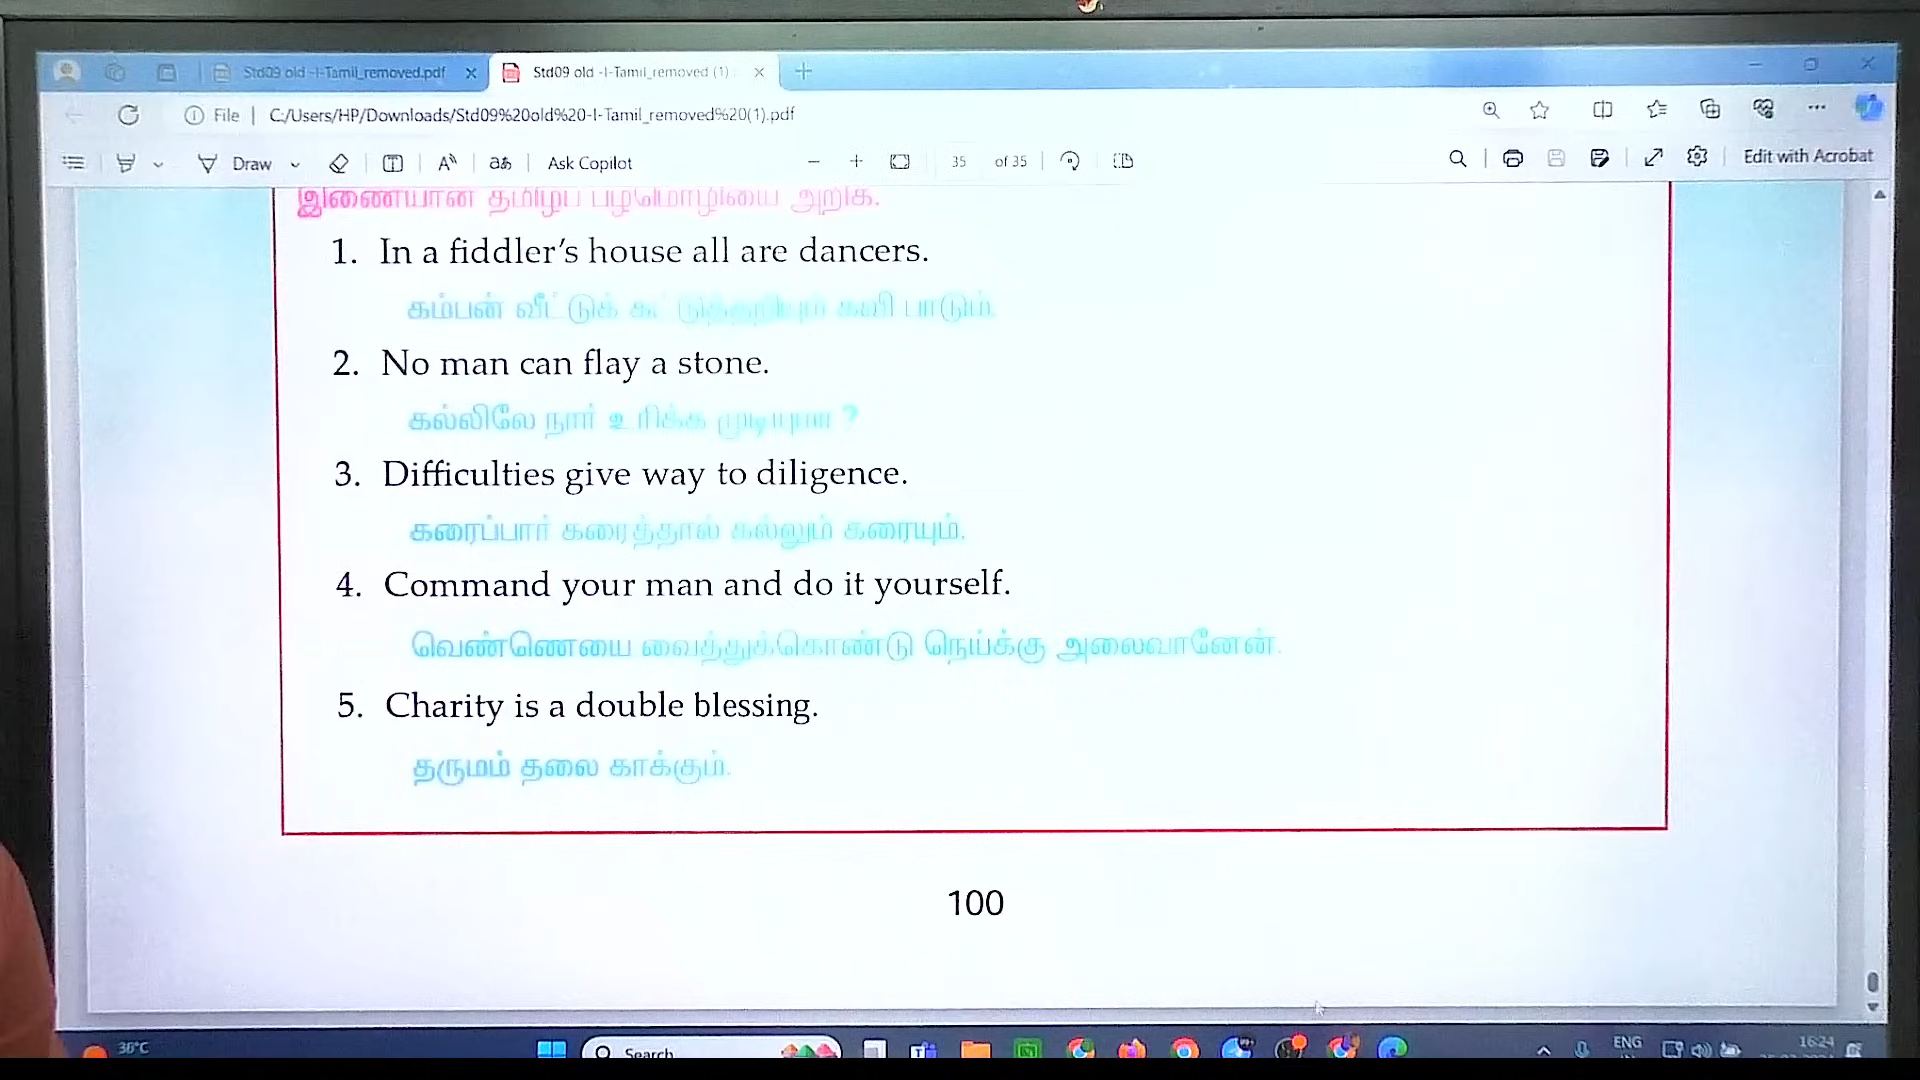 Std09 old -I-Tamil_removed.pdf
Std09 old -I-Tamil_removed (1)
File
C:/Users/HP/Downloads/Std09%20old%20-I-Tamil_removed%20(1).pdf
Draw
Ask Copilot
35 of 35
Edit with Acrobat
இணையான தமிழ்ப் பழமொழியை அறிக.
1. In a fiddler's house all are dancers.
கம்பன் வீட்டுக் கட்டுத்தறியும் கவி பாடும்.
2. No man can flay a stone.
கல்லிலே நார் உரிக்க முடியுமா ?
3. Difficulties give way to diligence.
கரைப்பார் கரைத்தால் கல்லும் கரையும்.
4. Command your man and do it yourself.
வெண்ணெயை வைத்துக்கொண்டு நெய்க்கு அலைவானேன்.
5. Charity is a double blessing.
தருமம் தலை காக்கும்.
100
36°C
Search
ENG
16:24